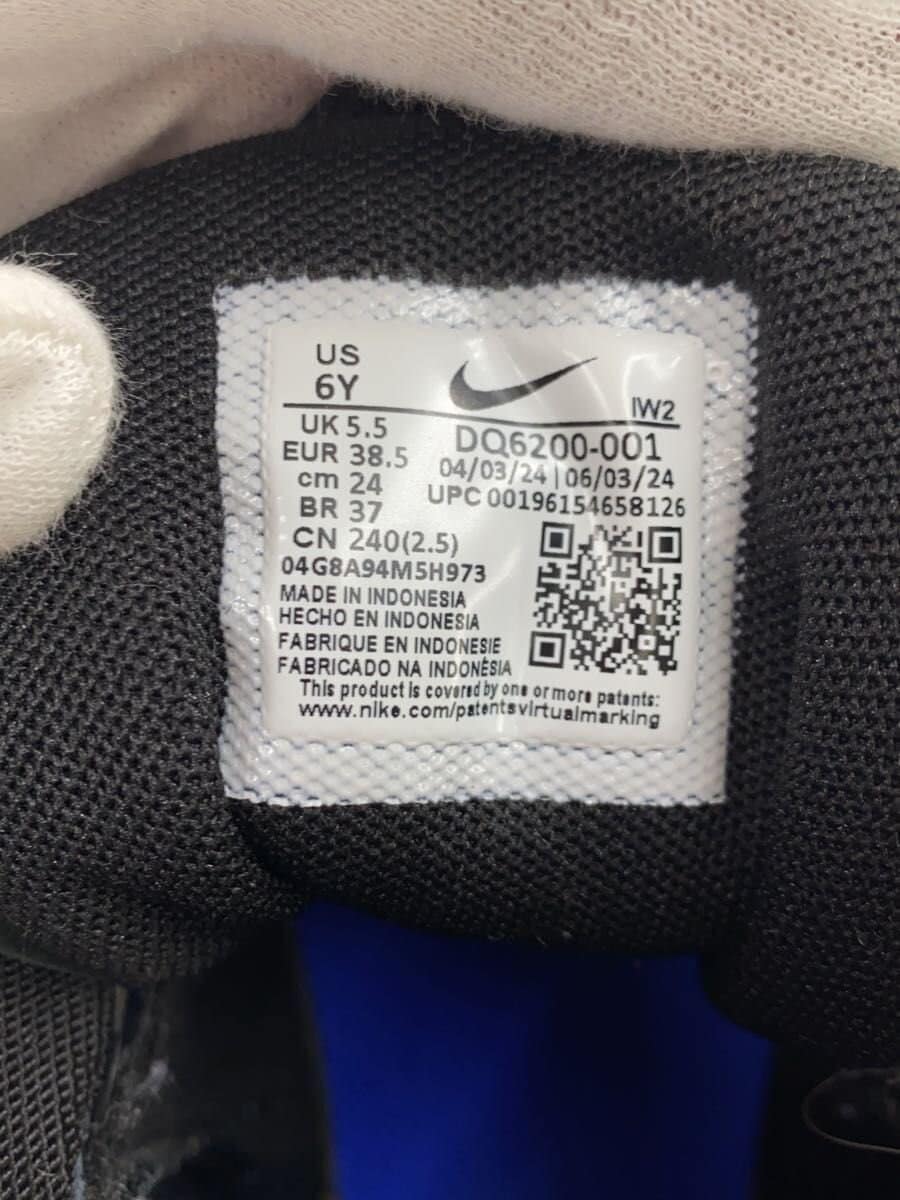 US
6Y
IW2
UK 5.5
DQ6200-001
EUR 38.5
04/03/24 | 06/03/24
cm 24
UPC 00196154658126
BR 37
CN 240(2.5)
04G8A94M5H973
MADE IN INDONESIA
HECHO EN INDONESIA
FABRIQUE EN INDONESIE
FABRICADO NA INDONÉSIA
This product is covered by one or more patents:
www.nike.com/patentsvirtualmarking